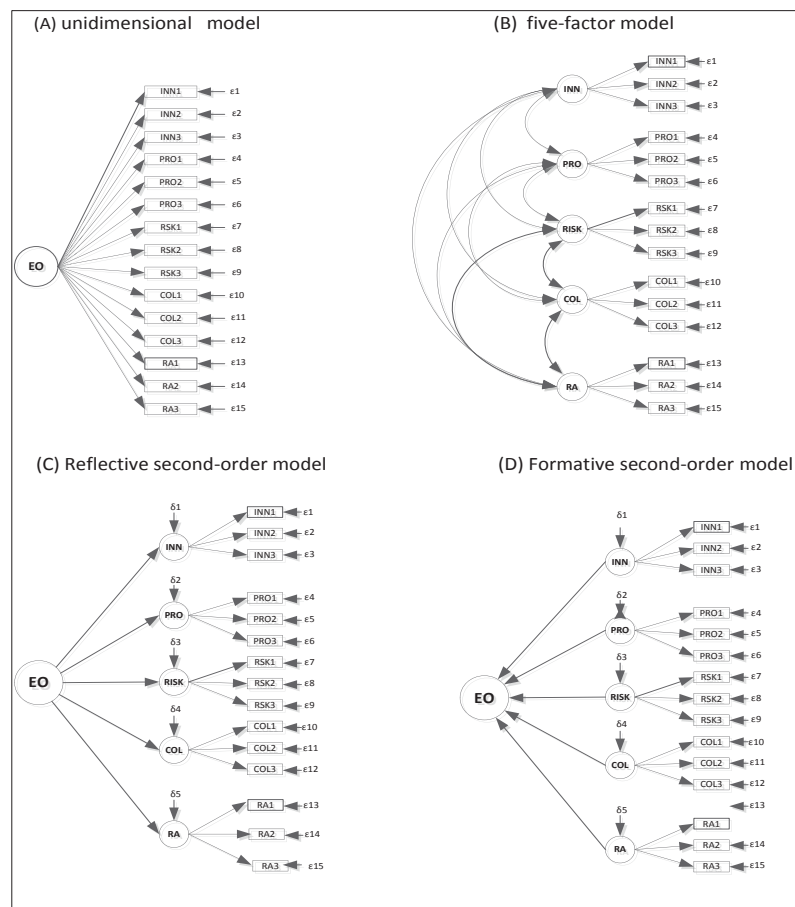 (A) unidimensional model
INN1 ε1
INN2 ε2
INN3 ε3
PRO1 ε4
PRO2 ε5
PRO3 ε6
RSK1 ε7
RSK2 ε8
EO
RSK3 ε9
COL1 ε10
COL2 ε11
COL3 ε12
RA1 ε13
RA2 ε14
RA3 ε15
(B) five-factor model
INN1 ε1
INN
INN2 ε2
INN3 ε3
PRO1 ε4
PRO
PRO2 ε5
PRO3 ε6
RSK1 ε7
RISK
RSK2 ε8
RSK3 ε9
COL1 ε10
COL
COL2 ε11
COL3 ε12
RA1 ε13
RA
RA2 ε14
RA3 ε15
(C) Reflective second-order model
δ1
INN1 ε1
INN2 ε2
INN
INN3 ε3
δ2
PRO1 ε4
PRO
PRO2 ε5
PRO3 ε6
δ3
RSK1 ε7
EO
RISK
RSK2 ε8
RSK3 ε9
δ4
COL1 ε10
COL
COL2 ε11
COL3 ε12
δ5
RA1 ε13
RA
RA2 ε14
RA3 ε15
(D) Formative second-order model
δ1
INN1 ε1
INN
INN2 ε2
INN3 ε3
δ2
PRO1 ε4
PRO
PRO2 ε5
PRO3 ε6
δ3
RSK1 ε7
EO
RISK
RSK2 ε8
RSK3 ε9
δ4
COL1 ε10
COL
COL2 ε11
COL3 ε12
ε13
δ5
RA1
RA
RA2 ε14
RA3 ε15